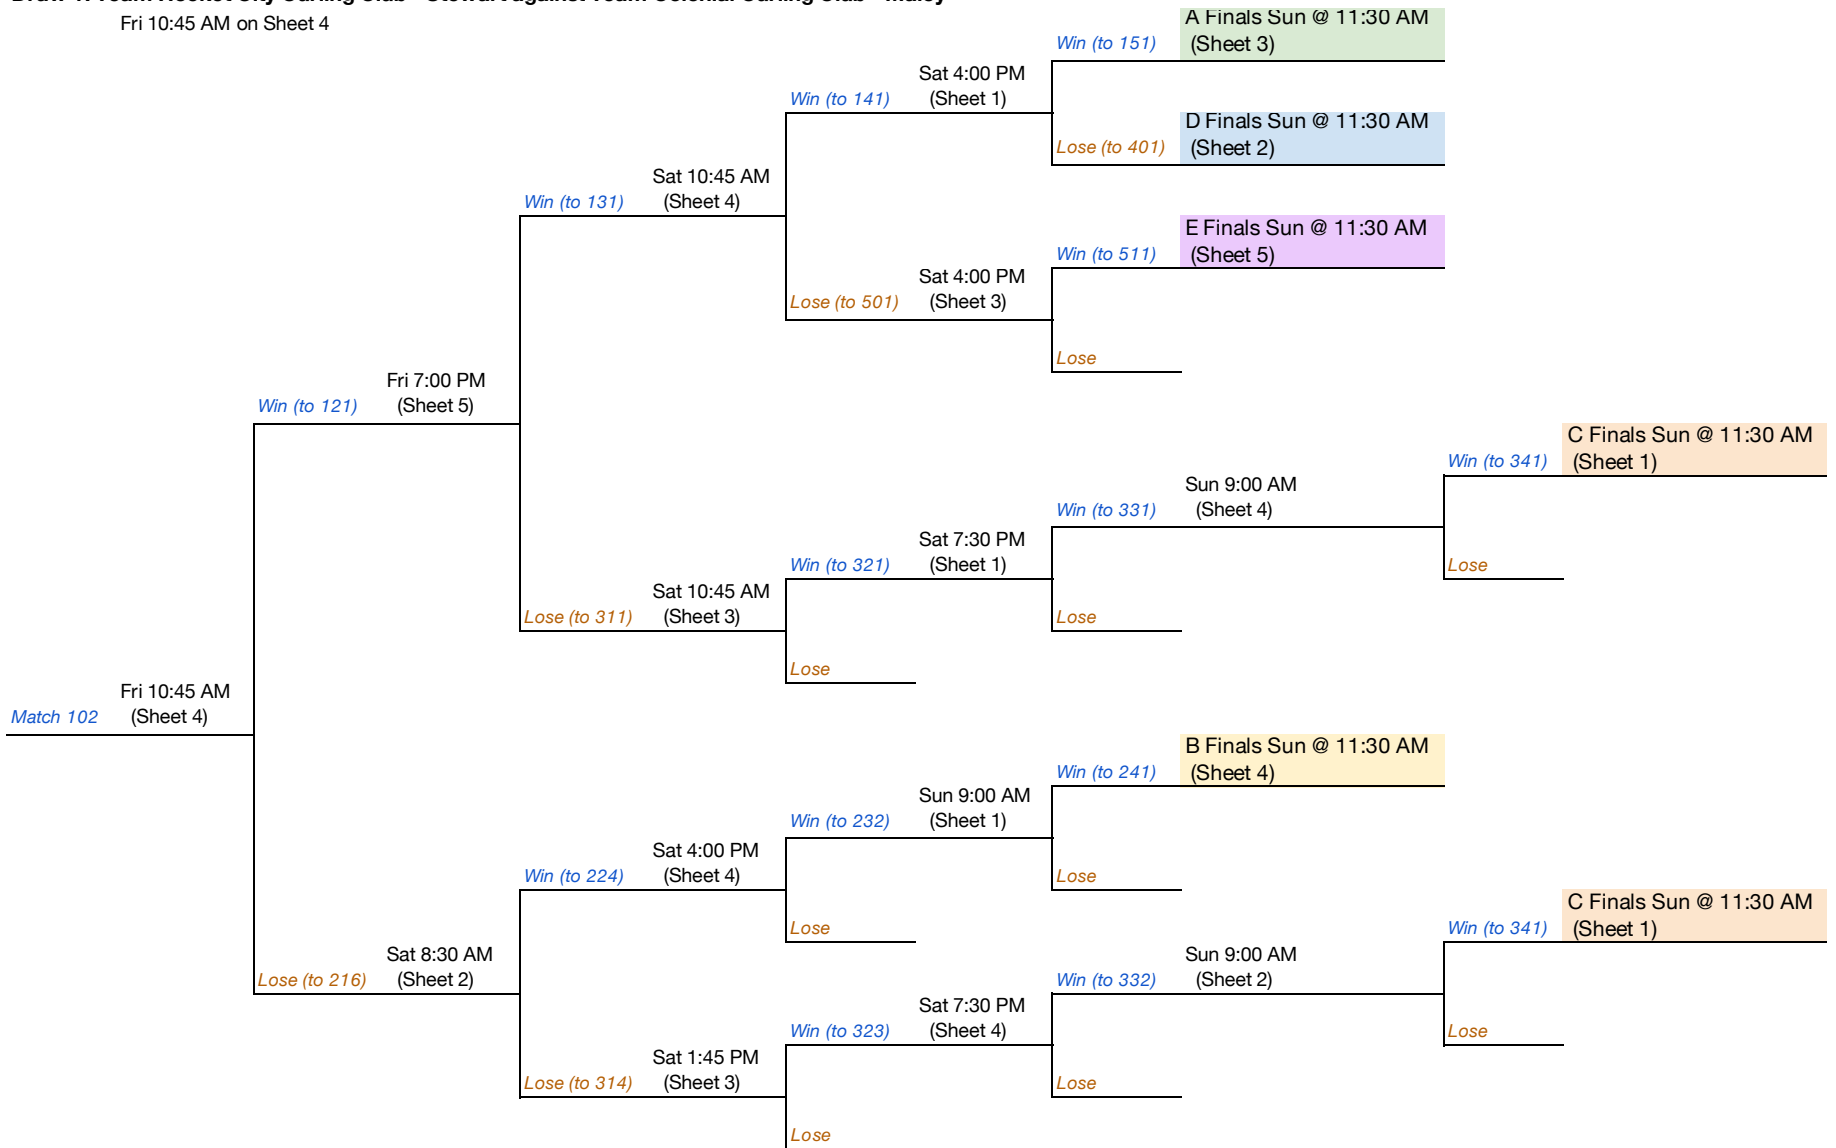 Fri 10:45 AM on Sheet 4
A Finals Sun @ 11:30 AM
Win (to 151)
(Sheet 3)
Sat 4:00 PM
Win (to 141)
(Sheet 1)
D Finals Sun @ 11:30 AM
Lose (to 401)
(Sheet 2)
Sat 10:45 AM
Win (to 131)
(Sheet 4)
E Finals Sun @ 11:30 AM
Win (to 511)
(Sheet 5)
Sat 4:00 PM
Lose (to 501)
(Sheet 3)
Lose
Fri 7:00 PM
Win (to 121)
(Sheet 5)
C Finals Sun @ 11:30 AM
Win (to 341)
(Sheet 1)
Sun 9:00 AM
Win (to 331)
(Sheet 4)
Sat 7:30 PM
Win (to 321)
(Sheet 1)
Lose
Sat 10:45 AM
Lose (to 311)
(Sheet 3)
Lose
Lose
Fri 10:45 AM
Match 102
(Sheet 4)
B Finals Sun @ 11:30 AM
Win (to 241)
(Sheet 4)
Sun 9:00 AM
Win (to 232)
(Sheet 1)
Sat 4:00 PM
Win (to 224)
(Sheet 4)
Lose
C Finals Sun @ 11:30 AM
Win (to 341)
(Sheet 1)
Lose
Sat 8:30 AM
Lose (to 216)
(Sheet 2)
Sun 9:00 AM
Win (to 332)
(Sheet 2)
Sat 7:30 PM
Win (to 323)
(Sheet 4)
Lose
Sat 1:45 PM
Lose (to 314)
(Sheet 3)
Lose
Lose